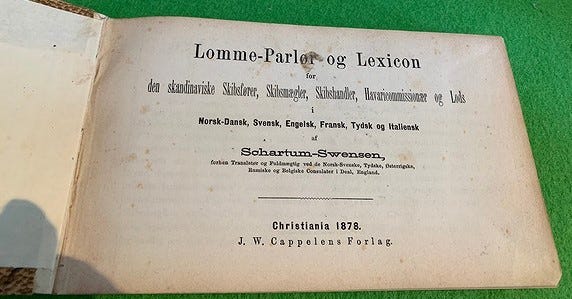 Lomme-Parlør og Lexicon
for
den skandinaviske Skibsfører, Skibsmægler, Skibshandler, Havaricommissionær og Lods
i
Norsk-Dansk, Svensk, Engelsk, Fransk, Tydsk og Italiensk
af
Schartum-Swensen,
forhen Translatør og Fuldmægtig ved de Norsk-Svenske, Tydske, Østerrigske,
Russiske og Belgiske Consulater i Deal, England.
Christiania 1878.
J. W. Cappelens Forlag.